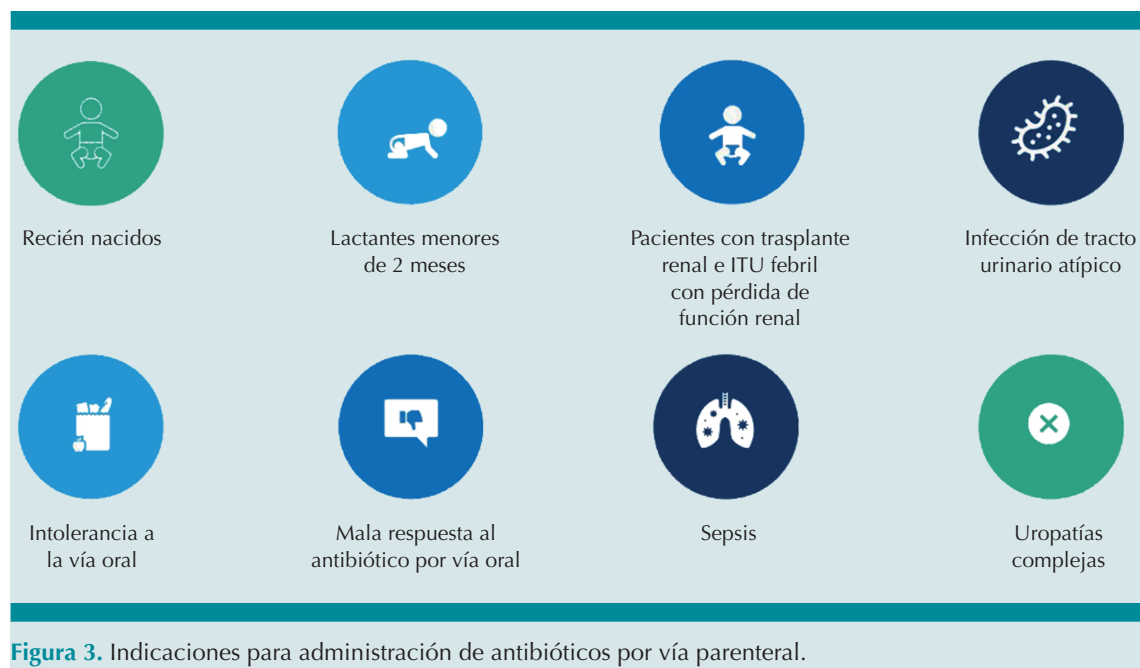 Recién nacidos
Lactantes menores
de 2 meses
Pacientes con trasplante
renal e ITU febril
con pérdida de
función renal
Infección de tracto
urinario atípico
Intolerancia a
la vía oral
Mala respuesta al
antibiótico por vía oral
Sepsis
Uropatías
complejas
Figura 3. Indicaciones para administración de antibióticos por vía parenteral.